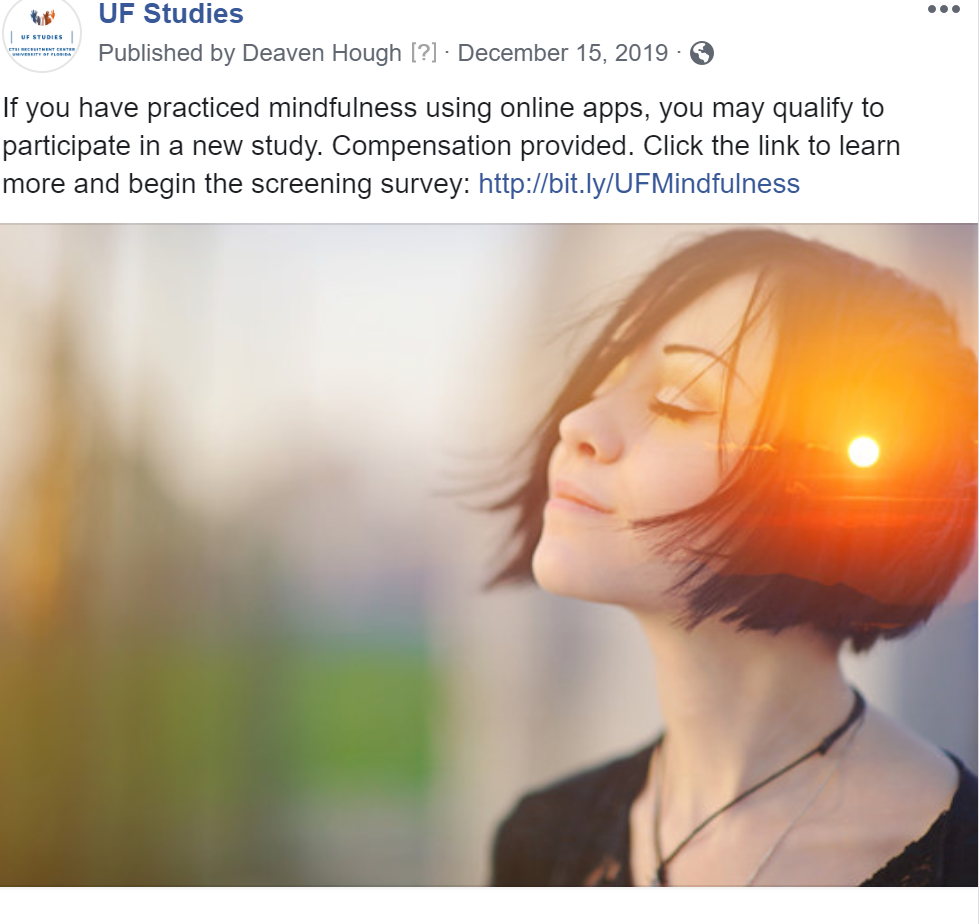 UF Studies
UF STUDIES
CTSI RECRUITMENT CENTER
UNIVERSITY OF FLORIDA
Published by Deaven Hough [?] · December 15, 2019 ·
If you have practiced mindfulness using online apps, you may qualify to
participate in a new study. Compensation provided. Click the link to learn
more and begin the screening survey: http://bit.ly/UFMindfulness